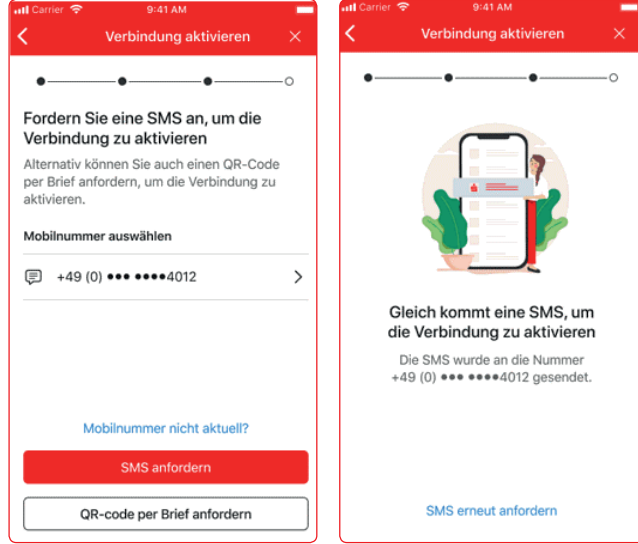 Carrier 9:41 AM
Verbindung aktivieren
Fordern Sie eine SMS an, um die
Verbindung zu aktivieren
Alternativ können Sie auch einen QR-Code
per Brief anfordern, um die Verbindung zu
aktivieren.
Mobilnummer auswählen
+49 (0) ••• ••••4012
Mobilnummer nicht aktuell?
SMS anfordern
QR-code per Brief anfordern
Carrier 9:41 AM
Verbindung aktivieren
Gleich kommt eine SMS, um
die Verbindung zu aktivieren
Die SMS wurde an die Nummer
+49 (0) ••• ••••4012 gesendet.
SMS erneut anfordern